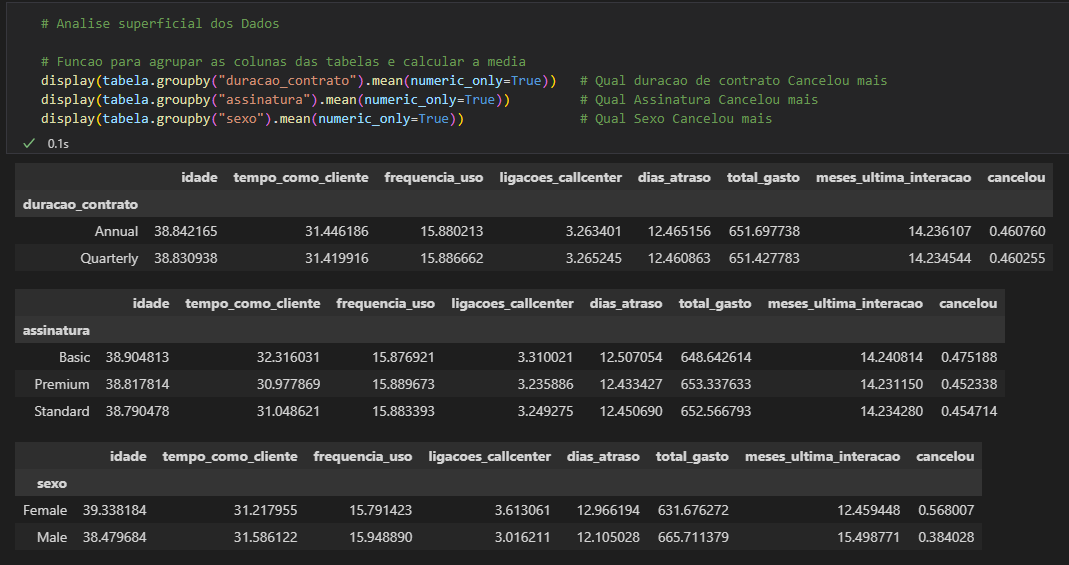 # Analise superficial dos Dados
# Funcao para agrupar as colunas das tabelas e calcular a media
display(tabela.groupby("duracao_contrato").mean(numeric_only=True))   # Qual duracao de contrato Cancelou mais
display(tabela.groupby("assinatura").mean(numeric_only=True))         # Qual Assinatura Cancelou mais
display(tabela.groupby("sexo").mean(numeric_only=True))               # Qual Sexo Cancelou mais
✓ 0.1s
idade tempo_como_cliente frequencia_uso ligacoes_callcenter dias_atraso total_gasto meses_ultima_interacao cancelou
duracao_contrato
Annual 38.842165 31.446186 15.880213 3.263401 12.465156 651.697738 14.236107 0.460760
Quarterly 38.830938 31.419916 15.886662 3.265245 12.460863 651.427783 14.234544 0.460255
idade tempo_como_cliente frequencia_uso ligacoes_callcenter dias_atraso total_gasto meses_ultima_interacao cancelou
assinatura
Basic 38.904813 32.316031 15.876921 3.310021 12.507054 648.642614 14.240814 0.475188
Premium 38.817814 30.977869 15.889673 3.235886 12.433427 653.337633 14.231150 0.452338
Standard 38.790478 31.048621 15.883393 3.249275 12.450690 652.566793 14.234280 0.454714
idade tempo_como_cliente frequencia_uso ligacoes_callcenter dias_atraso total_gasto meses_ultima_interacao cancelou
sexo
Female 39.338184 31.217955 15.791423 3.613061 12.966194 631.676272 12.459448 0.568007
Male 38.479684 31.586122 15.948890 3.016211 12.105028 665.711379 15.498771 0.384028